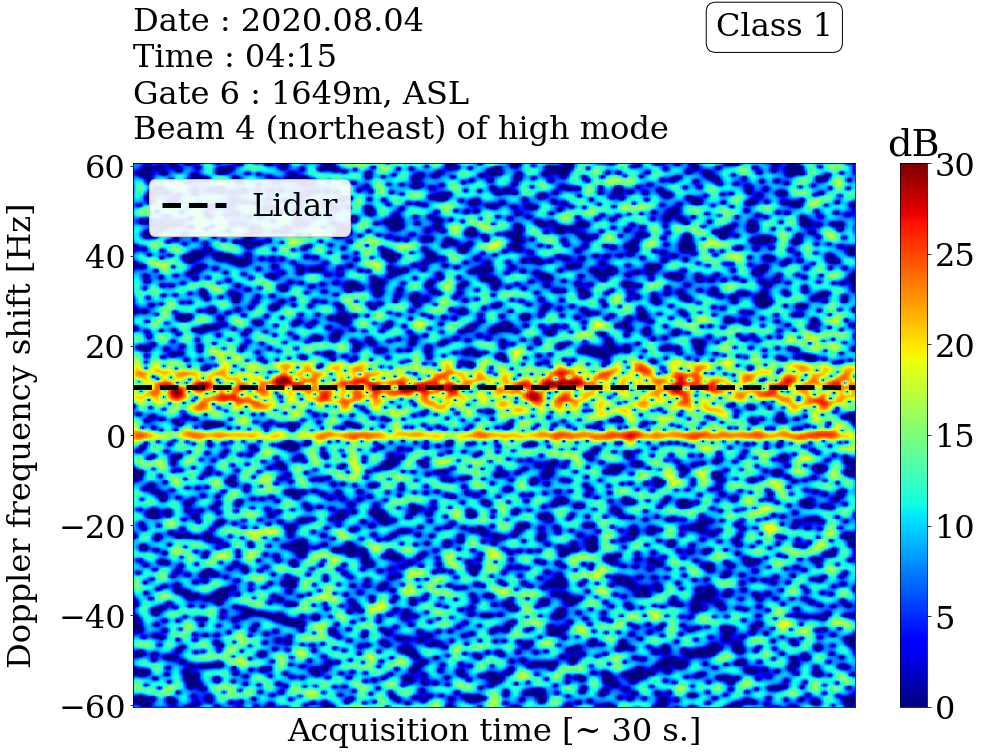 Date : 2020.08.04
Time : 04:15
Gate 6 : 1649m, ASL
Beam 4 (northeast) of high mode
Class 1
dB
Lidar
Doppler frequency shift [Hz]
60
40
20
0
−20
−40
−60
30
25
20
15
10
5
0
Acquisition time [~ 30 s.]